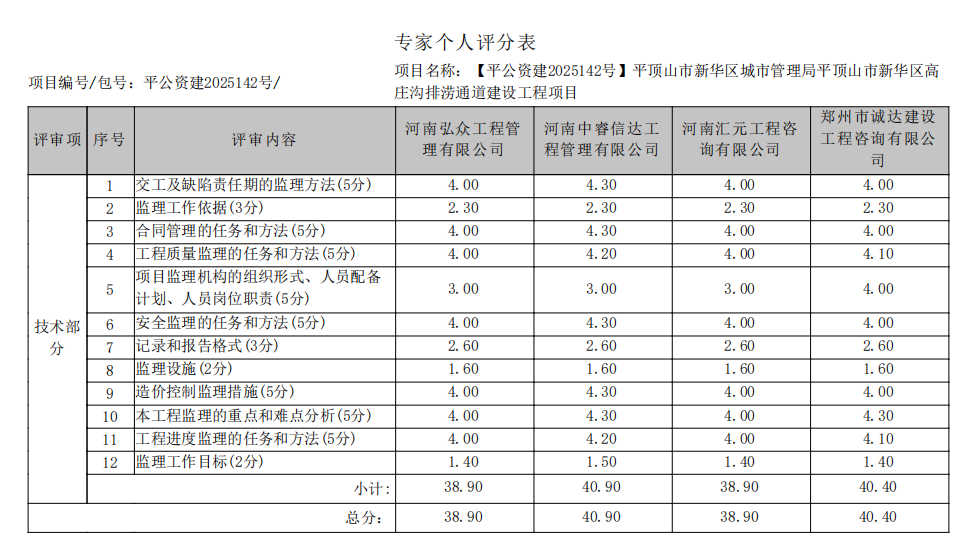 专家个人评分表
项目编号/包号：平公资建2025142号/
项目名称：【平公资建2025142号】平顶山市新华区城市管理局平顶山市新华区高
庄沟排涝通道建设工程项目
评审项 序号 评审内容 河南弘众工程管理有限公司 河南中睿信达工程管理有限公司 河南汇元工程咨询有限公司 郑州市诚达建设工程咨询有限公司
技术部分
1 交工及缺陷责任期的监理方法(5分) 4.00 4.30 4.00 4.00
2 监理工作依据(3分) 2.30 2.30 2.30 2.30
3 合同管理的任务和方法(5分) 4.00 4.30 4.00 4.00
4 工程质量监理的任务和方法(5分) 4.00 4.20 4.00 4.10
5 项目监理机构的组织形式、人员配备
计划、人员岗位职责(5分) 3.00 3.00 3.00 4.00
6 安全监理的任务和方法(5分) 4.00 4.30 4.00 4.00
7 记录和报告格式(3分) 2.60 2.60 2.60 2.60
8 监理设施(2分) 1.60 1.60 1.60 1.60
9 造价控制监理措施(5分) 4.00 4.30 4.00 4.00
10 本工程监理的重点和难点分析(5分) 4.00 4.30 4.00 4.30
11 工程进度监理的任务和方法(5分) 4.00 4.20 4.00 4.10
12 监理工作目标(2分) 1.40 1.50 1.40 1.40
小计: 38.90 40.90 38.90 40.40
总分： 38.90 40.90 38.90 40.40